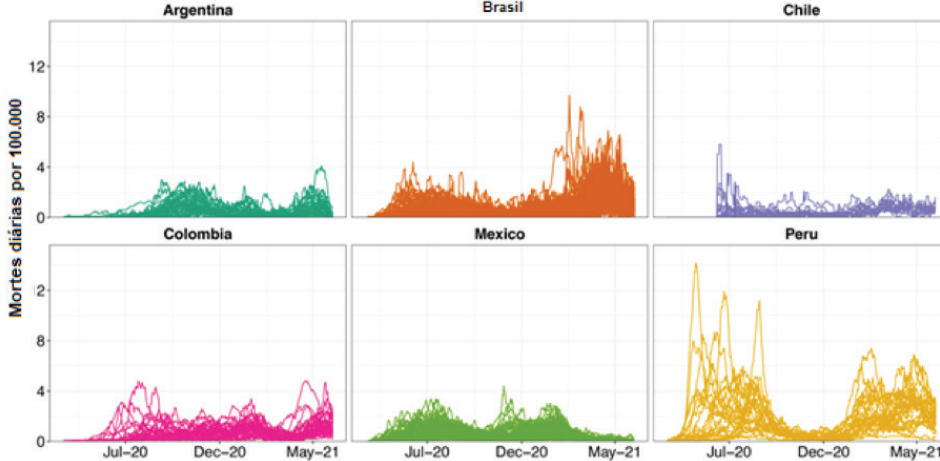 Argentina
Brasil
Chile
12
8
4
0
Mortes diárias por 100.000
Colombia
Mexico
Peru
2
8
4
0
Jul-20 Dec-20 May-21 Jul-20 Dec-20 May-21 Jul-20 Dec-20 May-21